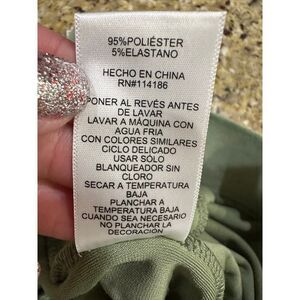 95%POLIÉSTER
5%ELASTANO
HECHO EN CHINA
RN#114186
PONER AL REVÉS ANTES
DE LAVAR
LAVAR A MÁQUINA CON
AGUA FRIA
CON COLORES SIMILARES
CICLO DELICADO
USAR SÓLO
BLANQUEADOR SIN
CLORO
SECAR A TEMPERATURA
BAJA
PLANCHAR A
TEMPERATURA BAJA
CUANDO SEA NECESARIO
NO PLANCHAR LA
DECORACIÓN